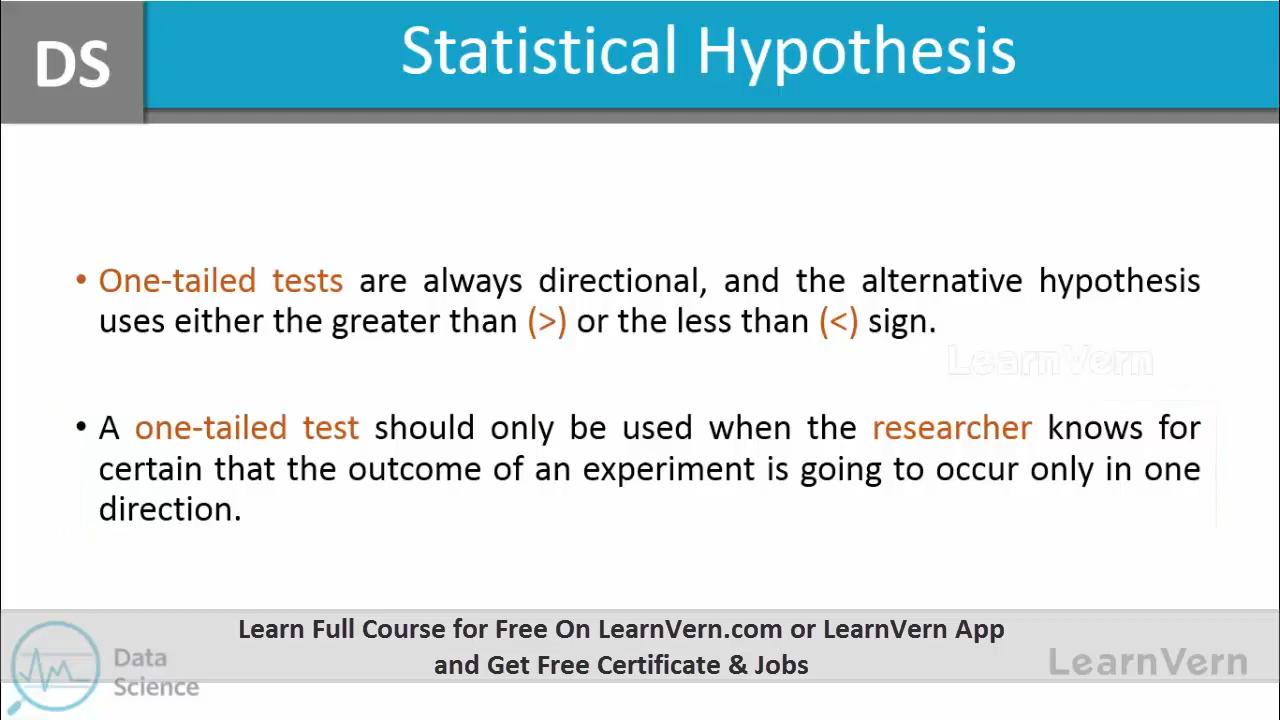 DS
Statistical Hypothesis
• One-tailed tests are always directional, and the alternative hypothesis
uses either the greater than (>) or the less than (<) sign.
LearnVern
• A one-tailed test should only be used when the researcher knows for
certain that the outcome of an experiment is going to occur only in one
direction.
Learn Full Course for Free On LearnVern.com or LearnVern App
and Get Free Certificate & Jobs
Data
Science
LearnVern